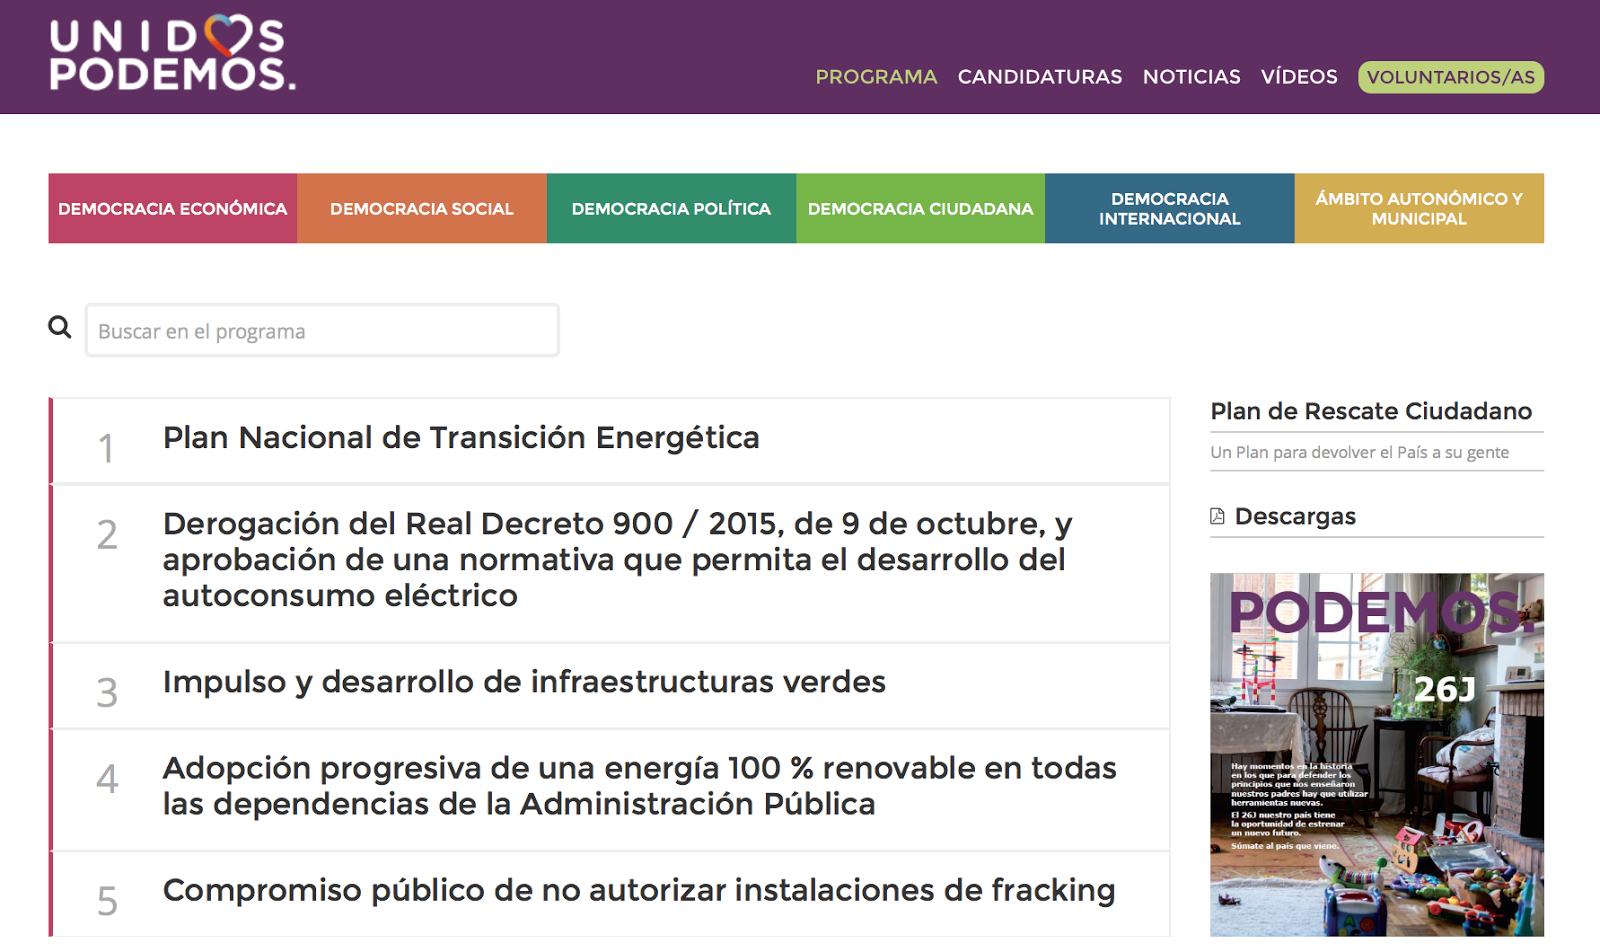 UNIDOS
PODEMOS.
PROGRAMA CANDIDATURAS NOTICIAS VÍDEOS VOLUNTARIOS/AS
DEMOCRACIA ECONÓMICA
DEMOCRACIA SOCIAL
DEMOCRACIA POLÍTICA
DEMOCRACIA CIUDADANA
DEMOCRACIA
INTERNACIONAL
ÁMBITO AUTONÓMICO Y
MUNICIPAL
Buscar en el programa
1 Plan Nacional de Transición Energética
2 Derogación del Real Decreto 900 / 2015, de 9 de octubre, y
aprobación de una normativa que permita el desarrollo del
autoconsumo eléctrico
3 Impulso y desarrollo de infraestructuras verdes
4 Adopción progresiva de una energía 100 % renovable en todas
las dependencias de la Administración Pública
5 Compromiso público de no autorizar instalaciones de fracking
Plan de Rescate Ciudadano
Un Plan para devolver el País a su gente
Descargas
PODEMOS.
26J
Hay momentos en la historia
en los que para defender los
principios que nos enseñaron
nuestros padres hay que utilizar
herramientas nuevas.
El 26J nuestro país tiene
la oportunidad de estrenar
un nuevo futuro.
Súmate al país que viene.